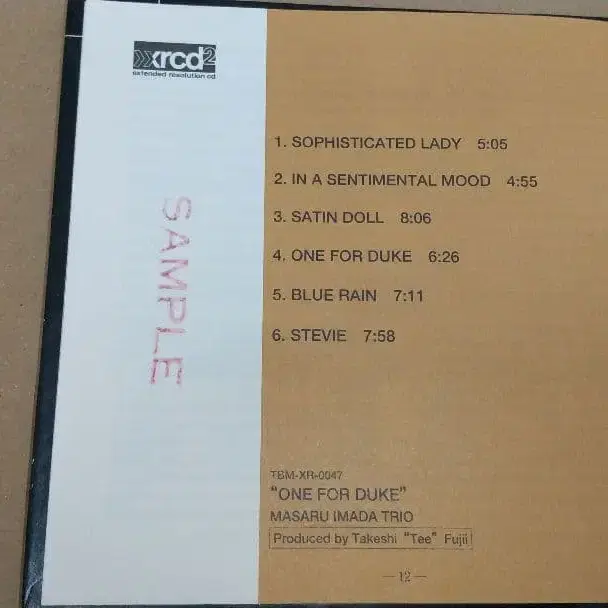 xrcd2
extended resolution cd
SAMPLE
1. SOPHISTICATED LADY 5:05
2. IN A SENTIMENTAL MOOD 4:55
3. SATIN DOLL 8:06
4. ONE FOR DUKE 6:26
5. BLUE RAIN 7:11
6. STEVIE 7:58
TBM-XR-0047
“ONE FOR DUKE”
MASARU IMADA TRIO
Produced by Takeshi “Tee” Fujii
— 12 —